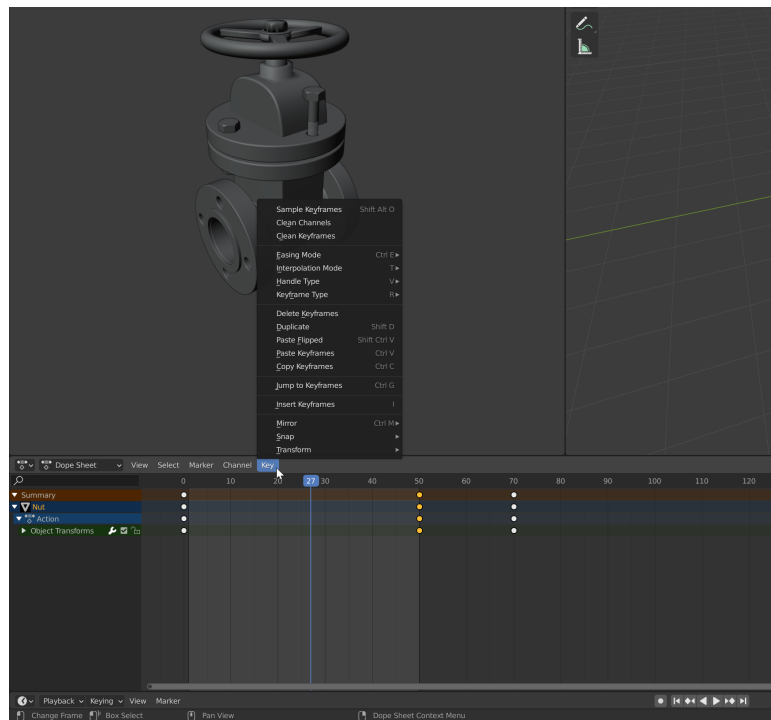 Sample Keyframes Shift Alt O
Clean Channels
Clean Keyframes
Easing Mode Ctrl E
Interpolation Mode T
Handle Type V
Keyframe Type R
Delete Keyframes
Duplicate Shift D
Paste Flipped Shift Ctrl V
Paste Keyframes Ctrl V
Copy Keyframes Ctrl C
Jump to Keyframes Ctrl G
Insert Keyframes I
Mirror Ctrl M
Snap
Transform
Dope Sheet View Select Marker Channel Key
0 10 20 27 30 40 50 60 70 80 90 100 110 120
Summary
Nut
Action
Object Transforms
Playback Keying View Marker
Change Frame Box Select Pan View Dope Sheet Context Menu